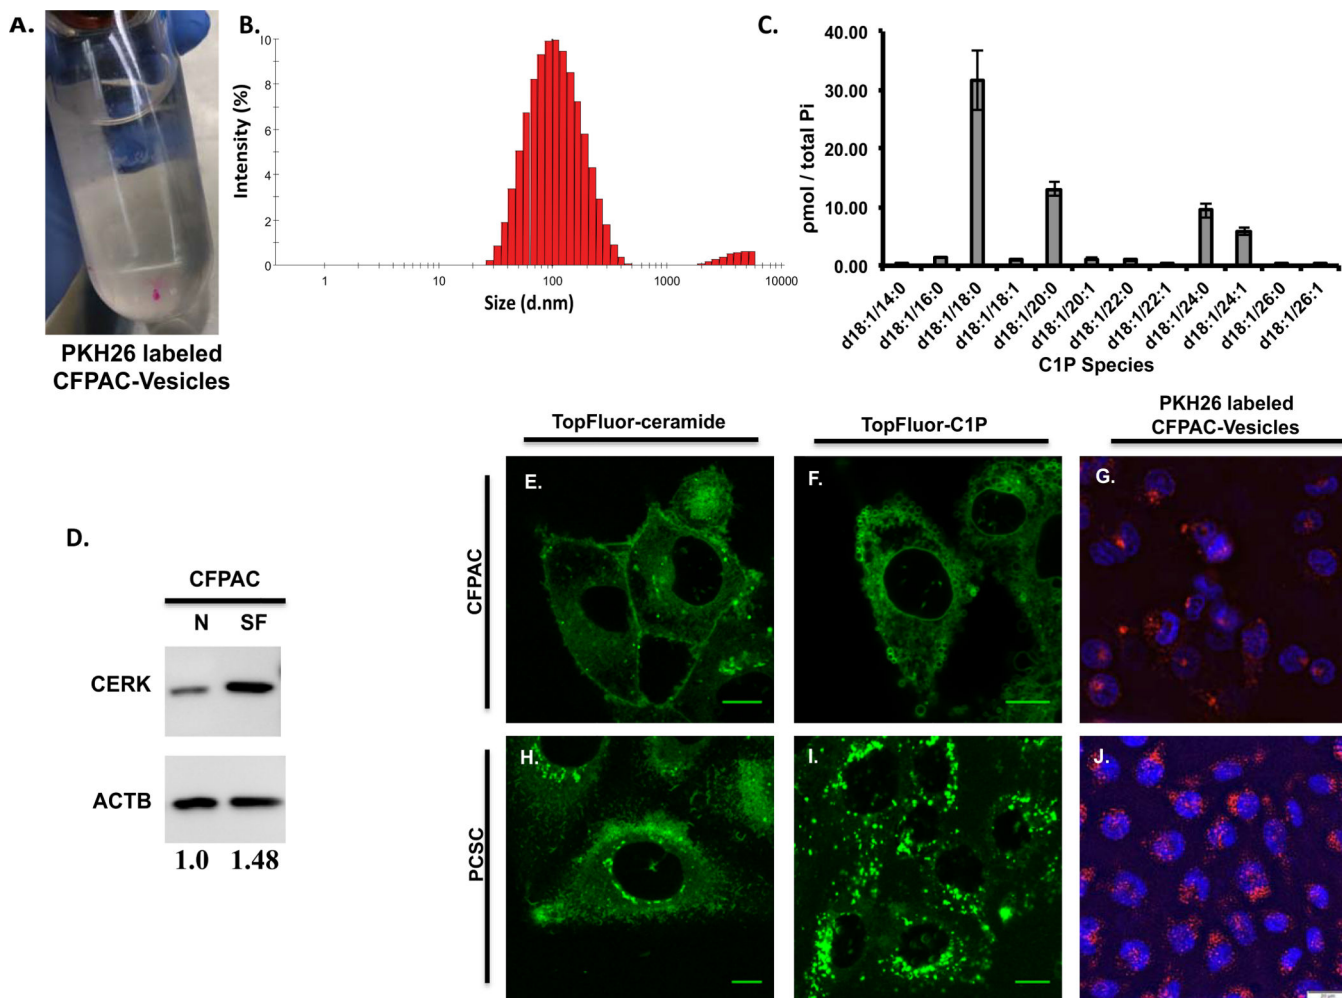 A.
PKH26 labeled
CFPAC-Vesicles
B.
Intensity (%)
10
8
6
4
2
0
1
10
100
1000
10000
Size (d.nm)
C.
ρmol / total Pi
40.00
30.00
20.00
10.00
0.00
d18:1/14:0
d18:1/16:0
d18:1/18:0
d18:1/18:1
d18:1/20:0
d18:1/20:1
d18:1/22:0
d18:1/22:1
d18:1/24:0
d18:1/24:1
d18:1/26:0
d18:1/26:1
C1P Species
D.
CFPAC
N SF
CERK
ACTB
1.0 1.48
TopFluor-ceramide
TopFluor-C1P
PKH26 labeled
CFPAC-Vesicles
CFPAC
E.
F.
G.
PCSC
H.
I.
J.